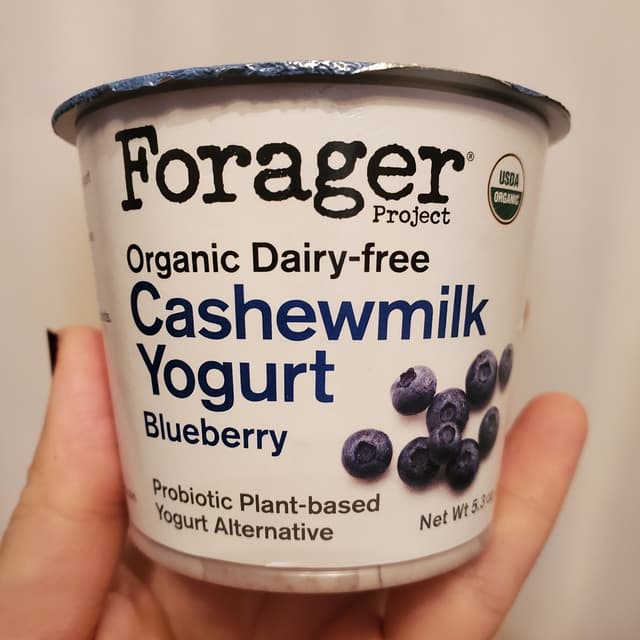 Forager®
Project
USDA
ORGANIC
Organic Dairy-free
Cashewmilk
Yogurt
Blueberry
Probiotic Plant-based
Yogurt Alternative
Net Wt 5.3